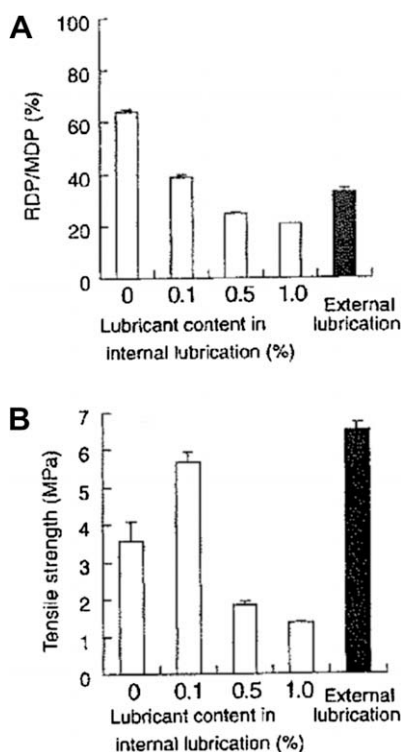 A
100
80
60
40
20
0
RDP/MDP (%)
0 0.1 0.5 1.0 External
Lubricant content in lubrication
internal lubrication (%)
B
7
6
5
4
3
2
1
0
Tensile strength (MPa)
0 0.1 0.5 1.0 External
Lubricant content in lubrication
internal lubrication (%)